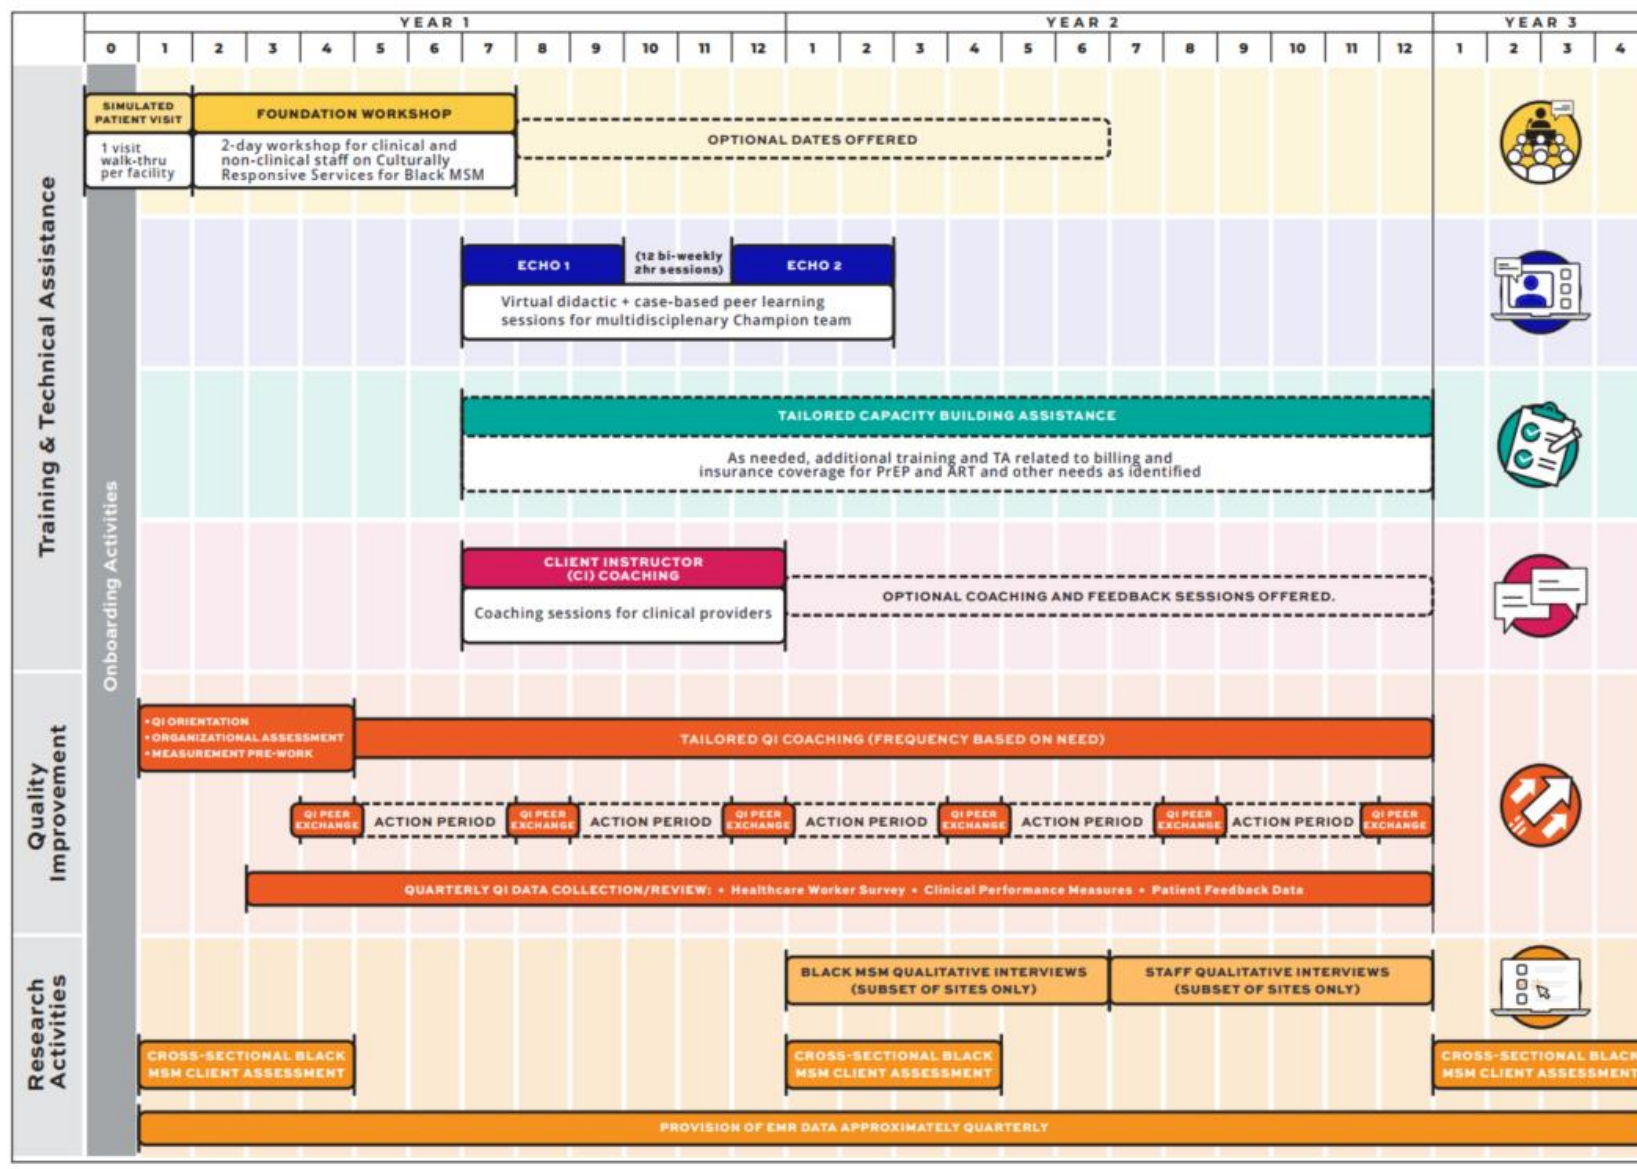 YEAR 1
YEAR 2
YEAR 3
0 1 2 3 4 5 6 7 8 9 10 11 12 1 2 3 4 5 6 7 8 9 10 11 12 1 2 3 4
Training & Technical Assistance
Onboarding Activities
SIMULATED
PATIENT VISIT
1 visit
walk-thru
per facility
FOUNDATION WORKSHOP
2-day workshop for clinical and
non-clinical staff on Culturally
Responsive Services for Black MSM
OPTIONAL DATES OFFERED
ECHO 1
(12 bi-weekly
2hr sessions)
ECHO 2
Virtual didactic + case-based peer learning
sessions for multidisciplenary Champion team
TAILORED CAPACITY BUILDING ASSISTANCE
As needed, additional training and TA related to billing and
insurance coverage for PrEP and ART and other needs as identified
CLIENT INSTRUCTOR
(CI) COACHING
Coaching sessions for clinical providers
OPTIONAL COACHING AND FEEDBACK SESSIONS OFFERED.
Quality
Improvement
• QI ORIENTATION
• ORGANIZATIONAL ASSESSMENT
• MEASUREMENT PRE-WORK
TAILORED QI COACHING (FREQUENCY BASED ON NEED)
QI PEER
EXCHANGE
ACTION PERIOD
QI PEER
EXCHANGE
ACTION PERIOD
QI PEER
EXCHANGE
ACTION PERIOD
QI PEER
EXCHANGE
ACTION PERIOD
QI PEER
EXCHANGE
ACTION PERIOD
QI PEER
EXCHANGE
QUARTERLY QI DATA COLLECTION/REVIEW: • Healthcare Worker Survey • Clinical Performance Measures • Patient Feedback Data
Research
Activities
BLACK MSM QUALITATIVE INTERVIEWS
(SUBSET OF SITES ONLY)
STAFF QUALITATIVE INTERVIEWS
(SUBSET OF SITES ONLY)
CROSS-SECTIONAL BLACK
MSM CLIENT ASSESSMENT
CROSS-SECTIONAL BLACK
MSM CLIENT ASSESSMENT
CROSS-SECTIONAL BLACK
MSM CLIENT ASSESSMENT
PROVISION OF EMR DATA APPROXIMATELY QUARTERLY